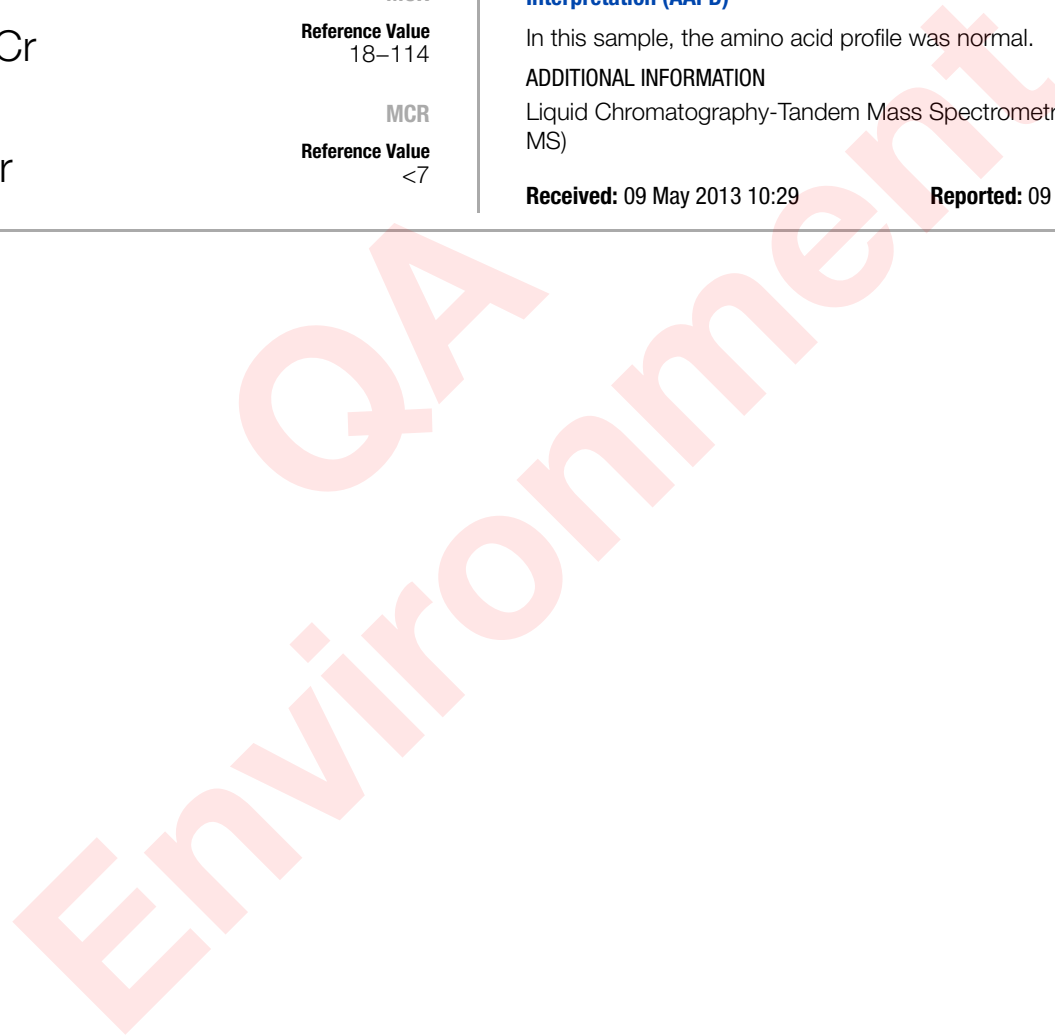 MCR
Cr
Reference Value
18–114
MCR
r
Reference Value
<7
Interpretation (AAPD)
In this sample, the amino acid profile was normal.
ADDITIONAL INFORMATION
Liquid Chromatography-Tandem Mass Spectrometr
MS)
Received: 09 May 2013 10:29 Reported: 09
QA
Environment